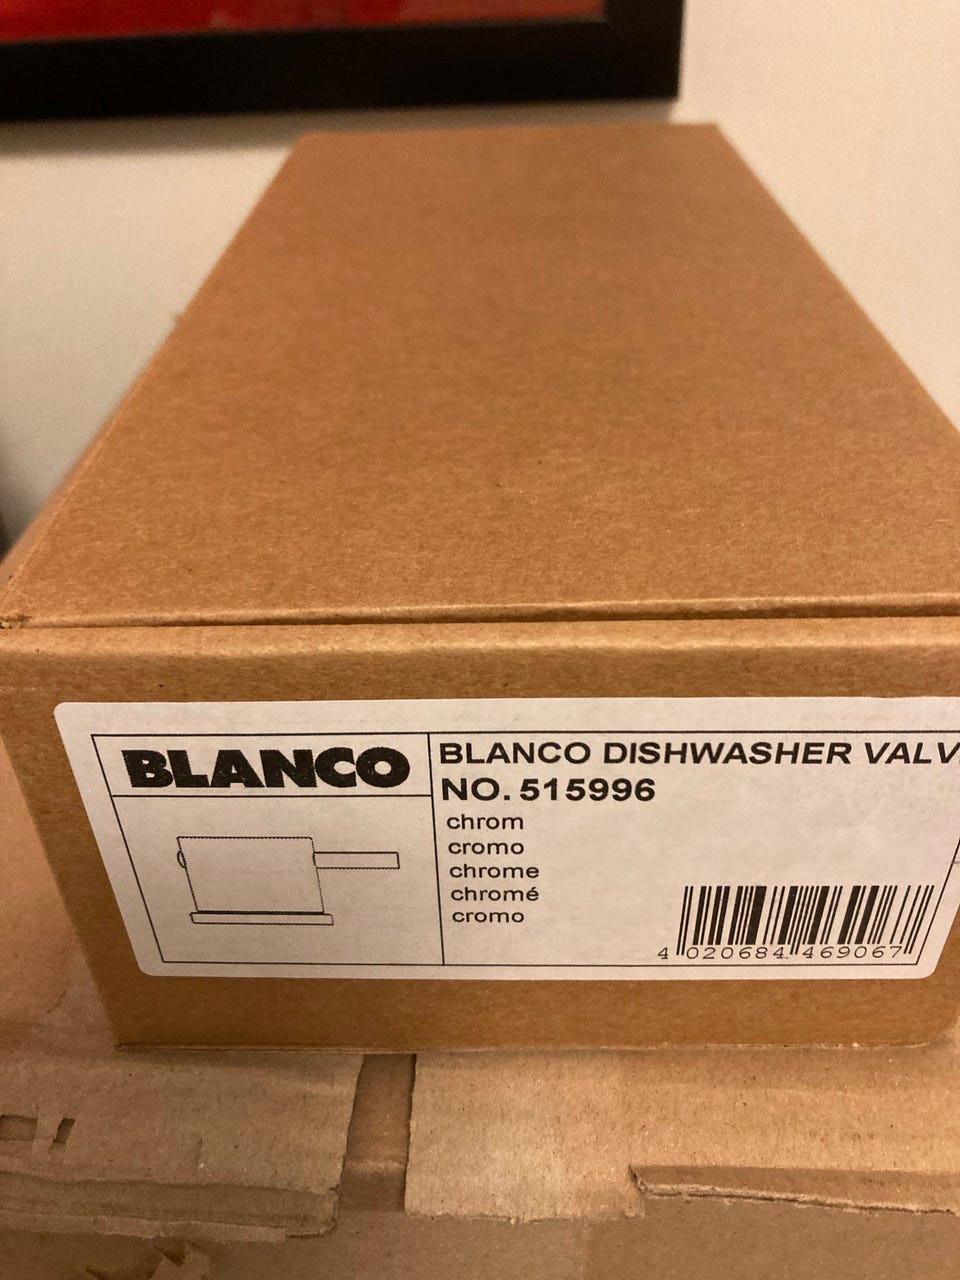 BLANCO
BLANCO DISHWASHER VALV
NO. 515996
chrom
cromo
chrome
chromé
cromo
4 020684 469067